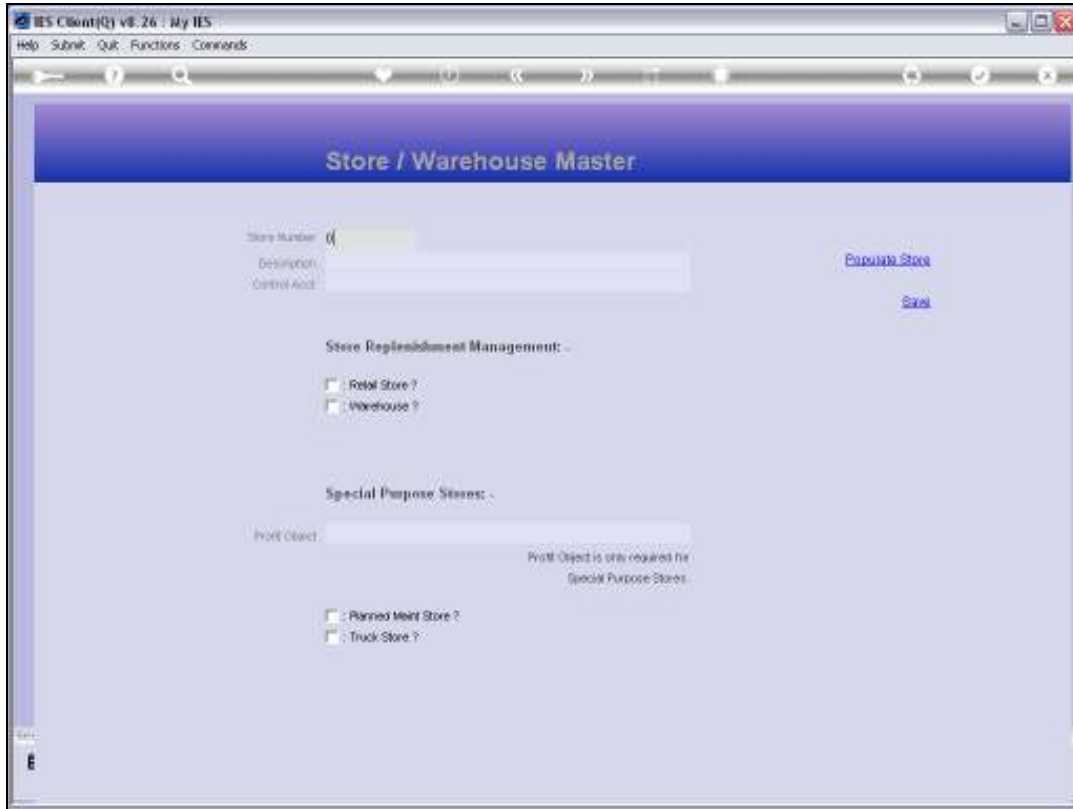 IES Client(Q) v8.26 : My IES
Help Submit Quit Functions Commands
Store / Warehouse Master
Store Number 0
Description
Control Acct
Populate Store
Save
Store Replenishment Management: -
: Retail Store ?
: Warehouse ?
Special Purpose Stores: -
Profit Object
Profit Object is only required for
Special Purpose Stores.
: Planned Maint Store ?
: Truck Store ?